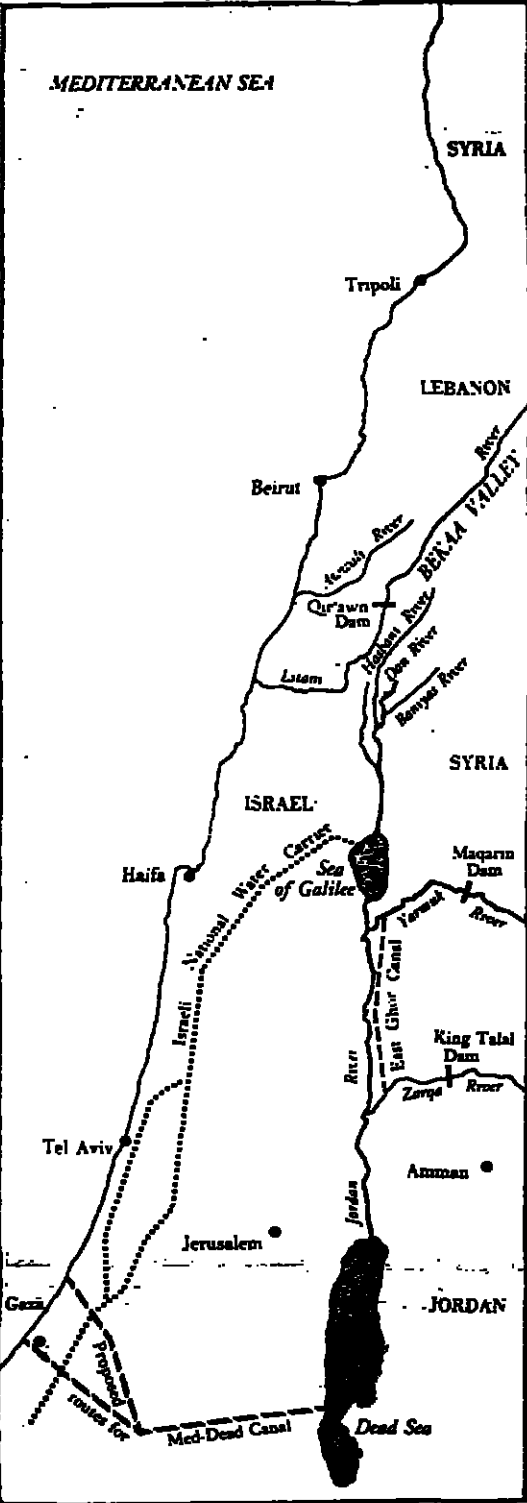 MEDITERRANEAN SEA
SYRIA
Tripoli
LEBANON
River
BEKAA VALLEY
Beirut
River
Qir'awn
Dam
Hasbani River
Dan River
Banyas River
SYRIA
ISRAEL
Haifa
Israeli National Water Carrier
Sea
of Galilee
Maqarin
Dam
Yarmuk River
East Ghor Canal
King Talal
Dam
Zarqa River
Jordan River
Tel Aviv
Amman
Jerusalem
Gaza
JORDAN
Proposed
routes for
Med-Dead Canal
Dead Sea